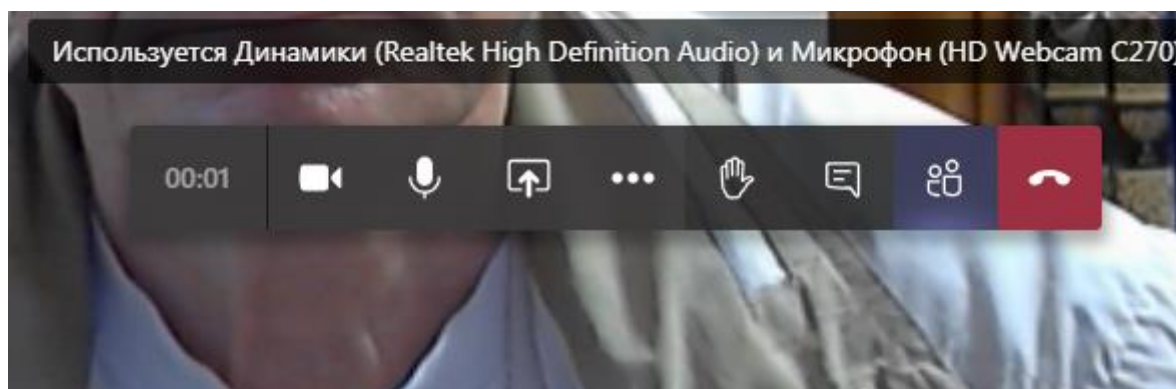 Используется Динамики (Realtek High Definition Audio) и Микрофон (HD Webcam C270)
00:01